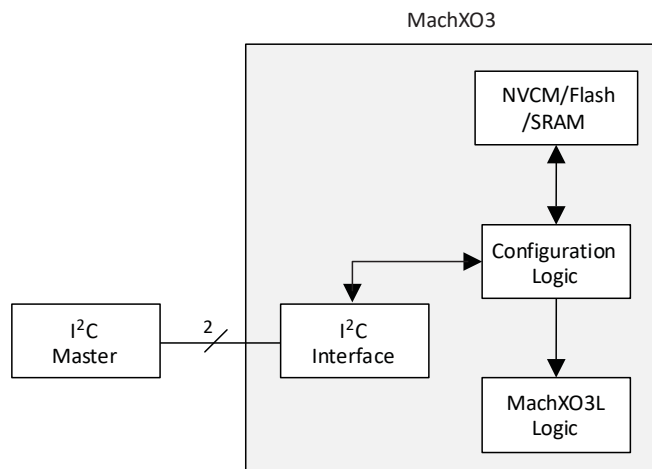 MachXO3
NVCM/Flash
/SRAM
Configuration
Logic
I²C
Master
2
I²C
Interface
MachXO3L
Logic